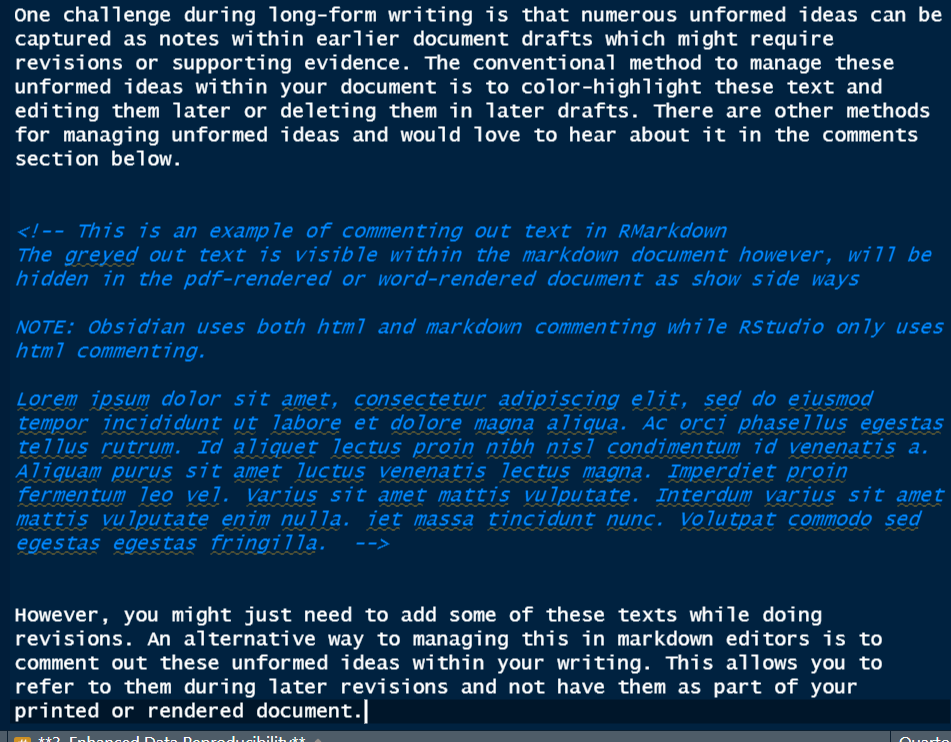 One challenge during long-form writing is that numerous unformed ideas can be
captured as notes within earlier document drafts which might require
revisions or supporting evidence. The conventional method to manage these
unformed ideas within your document is to color-highlight these text and
editing them later or deleting them in later drafts. There are other methods
for managing unformed ideas and would love to hear about it in the comments
section below.
<!-- This is an example of commenting out text in RMarkdown
The greyed out text is visible within the markdown document however, will be
hidden in the pdf-rendered or word-rendered document as show side ways
NOTE: Obsidian uses both html and markdown commenting while RStudio only uses
html commenting.
Lorem ipsum dolor sit amet, consectetur adipiscing elit, sed do eiusmod
tempor incididunt ut labore et dolore magna aliqua. Ac orci phasellus egestas
tellus rutrum. Id aliquet lectus proin nibh nisl condimentum id venenatis a.
Aliquam purus sit amet luctus venenatis lectus magna. Imperdiet proin
fermentum leo vel. Varius sit amet mattis vulputate. Interdum varius sit amet
mattis vulputate enim nulla. iet massa tincidunt nunc. Volutpat commodo sed
egestas egestas fringilla.  -->
However, you might just need to add some of these texts while doing
revisions. An alternative way to managing this in markdown editors is to
comment out these unformed ideas within your writing. This allows you to
refer to them during later revisions and not have them as part of your
printed or rendered document.
**2. Enhanced Data Reproducibility**